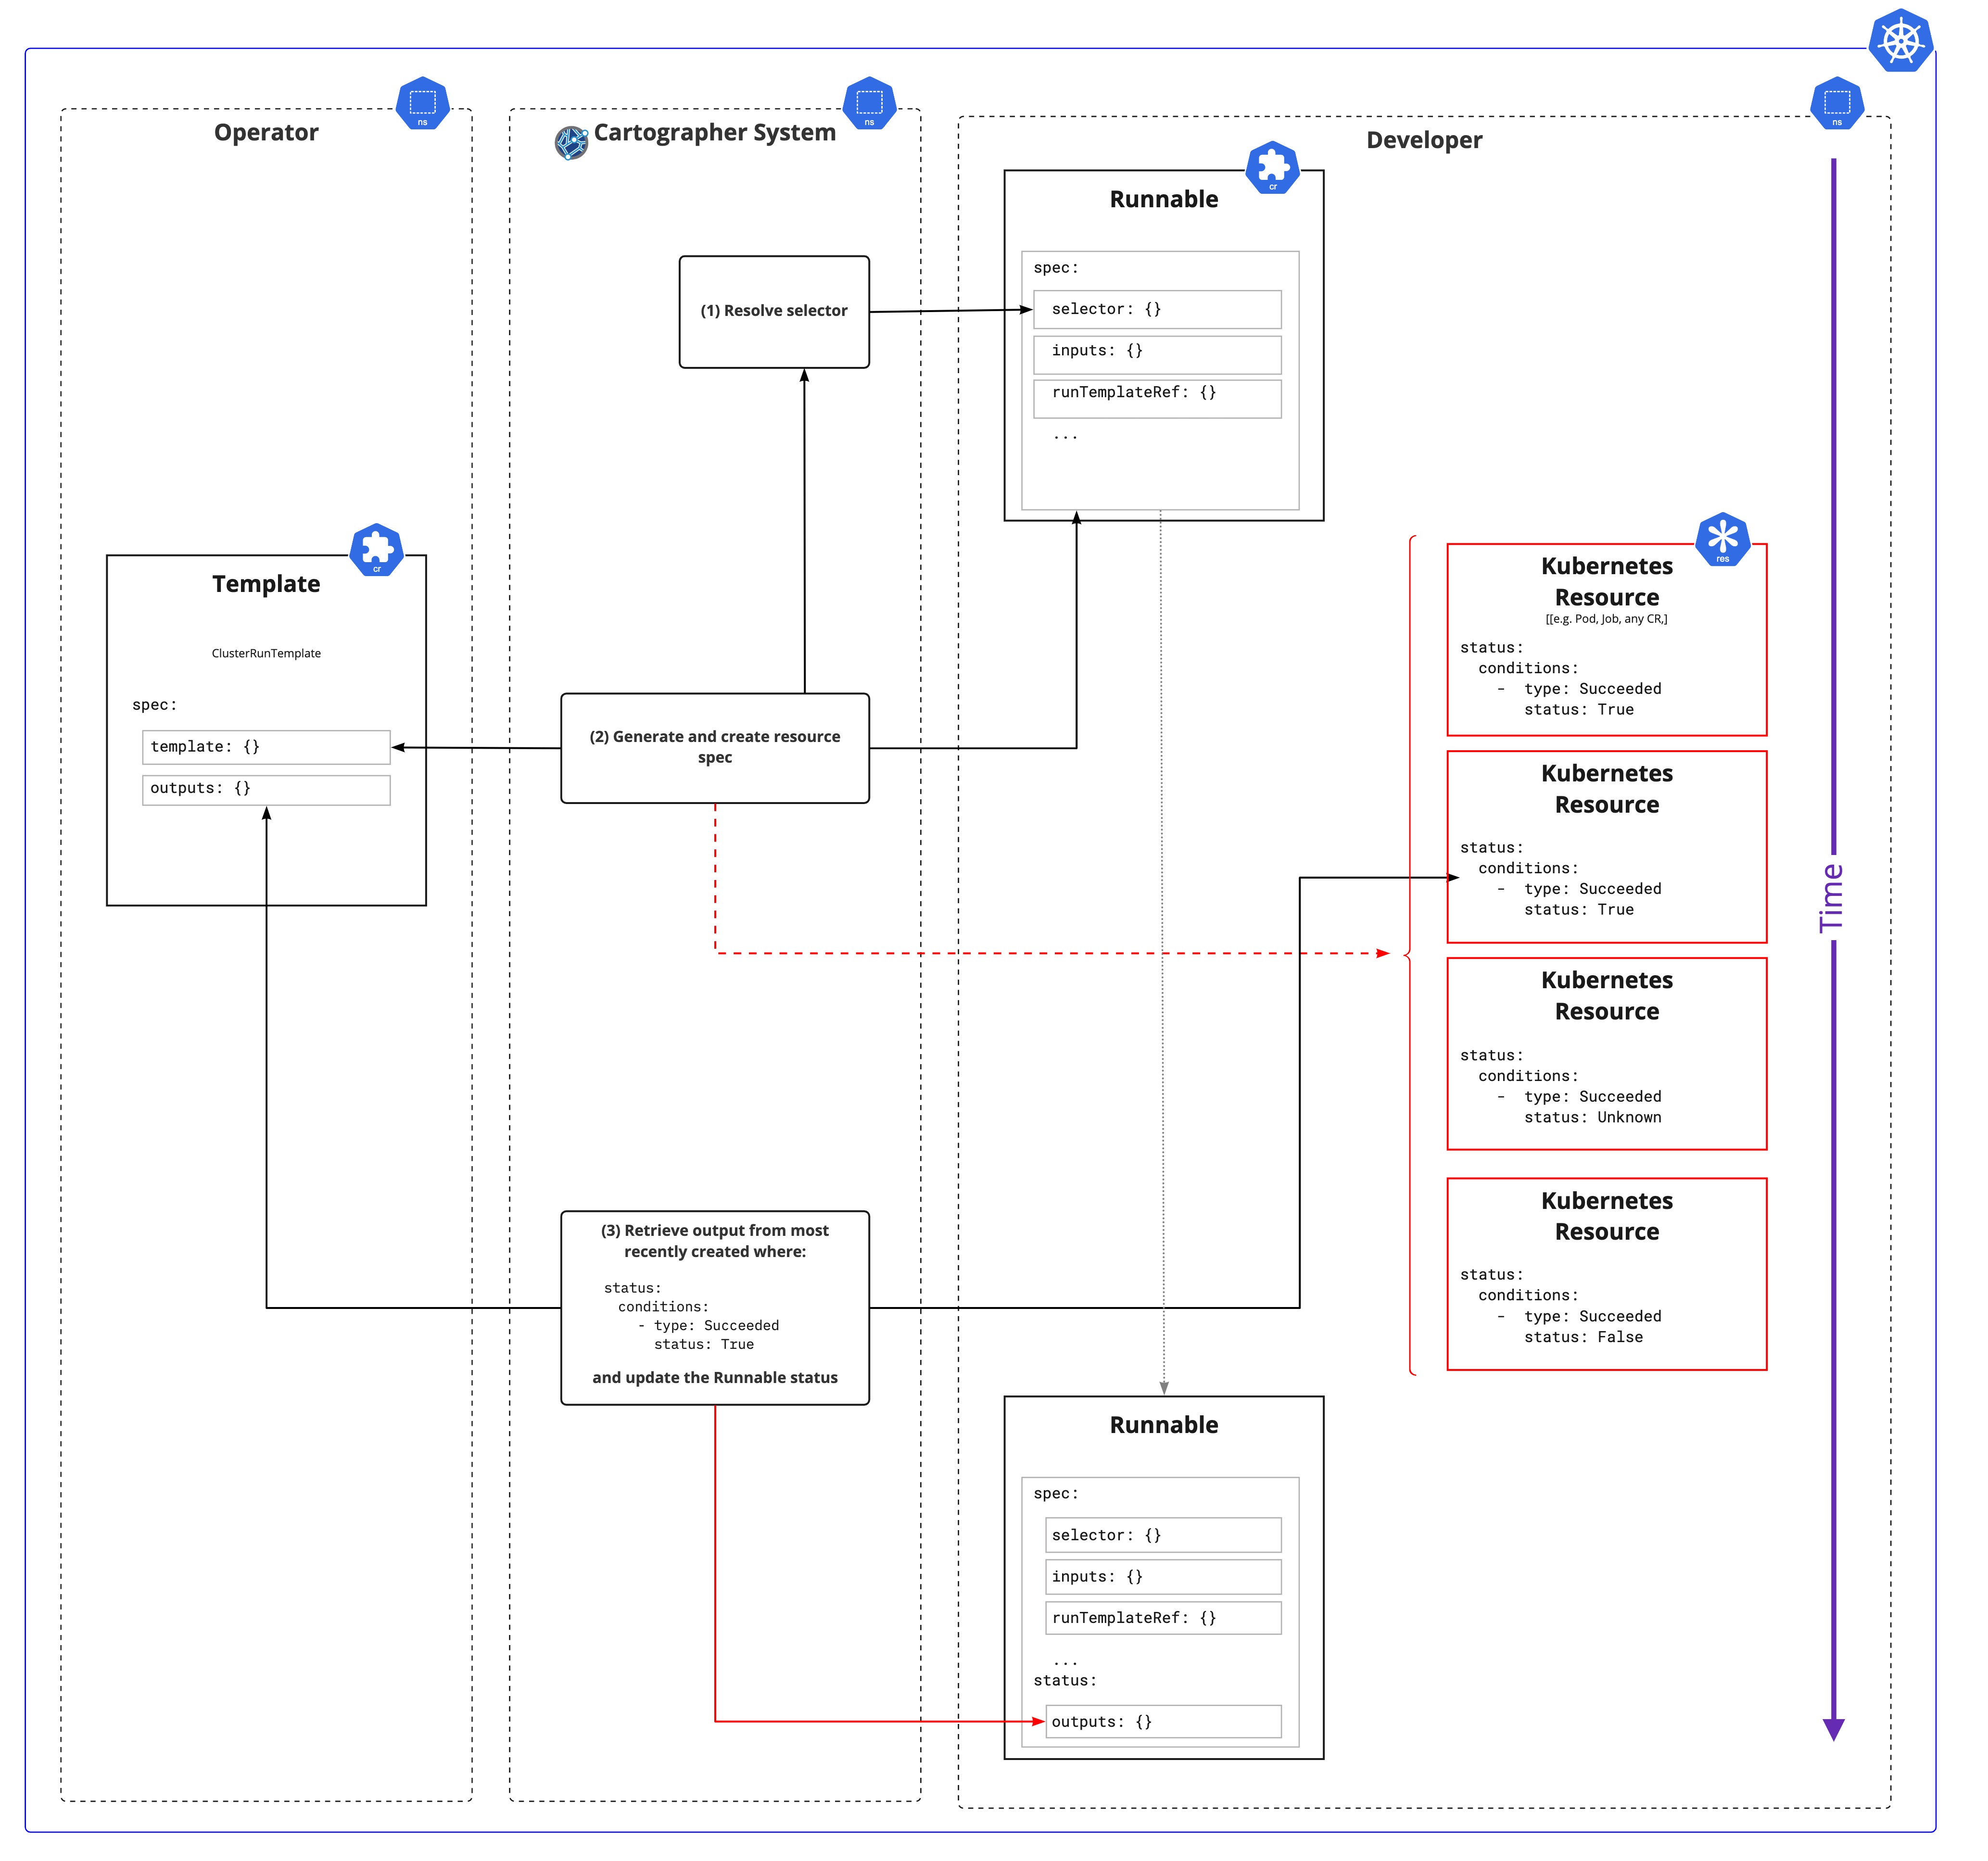 ns
ns
ns
Operator
Cartographer System
Developer
cr
Runnable
spec:
selector: {}
inputs: {}
runTemplateRef: {}
...
(1) Resolve selector
cr
Template
ClusterRunTemplate
spec:
template: {}
outputs: {}
(2) Generate and create resource
spec
res
Kubernetes
Resource
[[e.g. Pod, Job, any CR,]
status:
conditions:
- type: Succeeded
status: True
Kubernetes
Resource
status:
conditions:
- type: Succeeded
status: True
Kubernetes
Resource
status:
conditions:
- type: Succeeded
status: Unknown
Kubernetes
Resource
status:
conditions:
- type: Succeeded
status: False
Time
(3) Retrieve output from most
recently created where:
status:
conditions:
- type: Succeeded
status: True
and update the Runnable status
Runnable
spec:
selector: {}
inputs: {}
runTemplateRef: {}
...
status:
outputs: {}